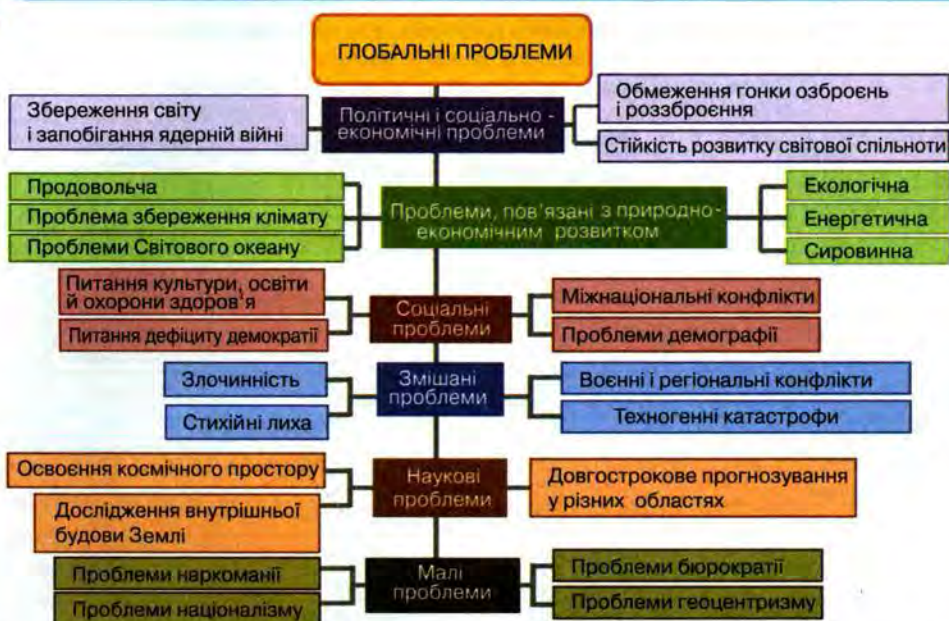 ГЛОБАЛЬНІ ПРОБЛЕМИ
Збереження світу
і запобігання ядерній війні
Політичні і соціально -
економічні проблеми
Обмеження гонки озброєнь
і роззброєння
Стійкість розвитку світової спільноти
Продовольча
Проблема збереження клімату
Проблеми Світового океану
Проблеми, пов'язані з природно-
економічним розвитком
Екологічна
Енергетична
Сировинна
Питання культури, освіти
й охорони здоров'я
Питання дефіциту демократії
Соціальні
проблеми
Міжнаціональні конфлікти
Проблеми демографії
Злочинність
Стихійні лиха
Змішані
проблеми
Воєнні і регіональні конфлікти
Техногенні катастрофи
Освоєння космічного простору
Дослідження внутрішньої
будови Землі
Наукові
проблеми
Довгострокове прогнозування
у різних областях
Проблеми наркоманії
Проблеми націоналізму
Малі
проблеми
Проблеми бюрократії
Проблеми геоцентризму